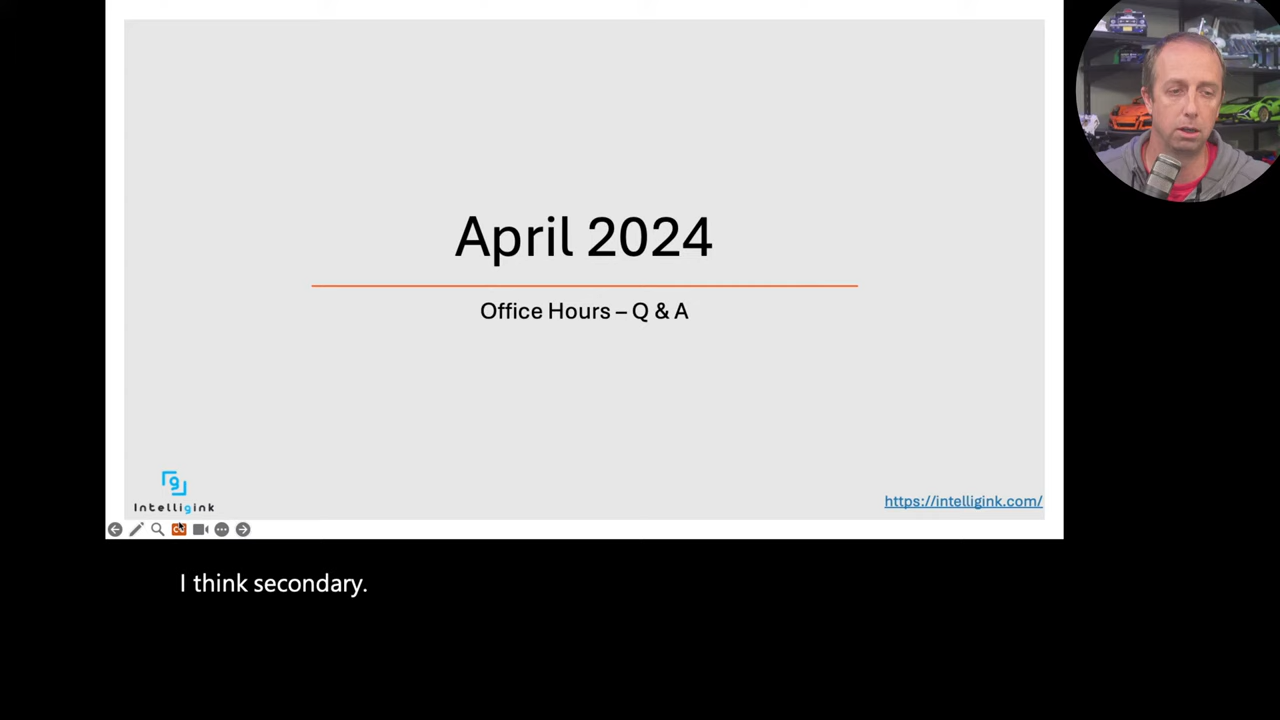 April 2024
Office Hours – Q & A
Intelligink
https://intelligink.com/
I think secondary.